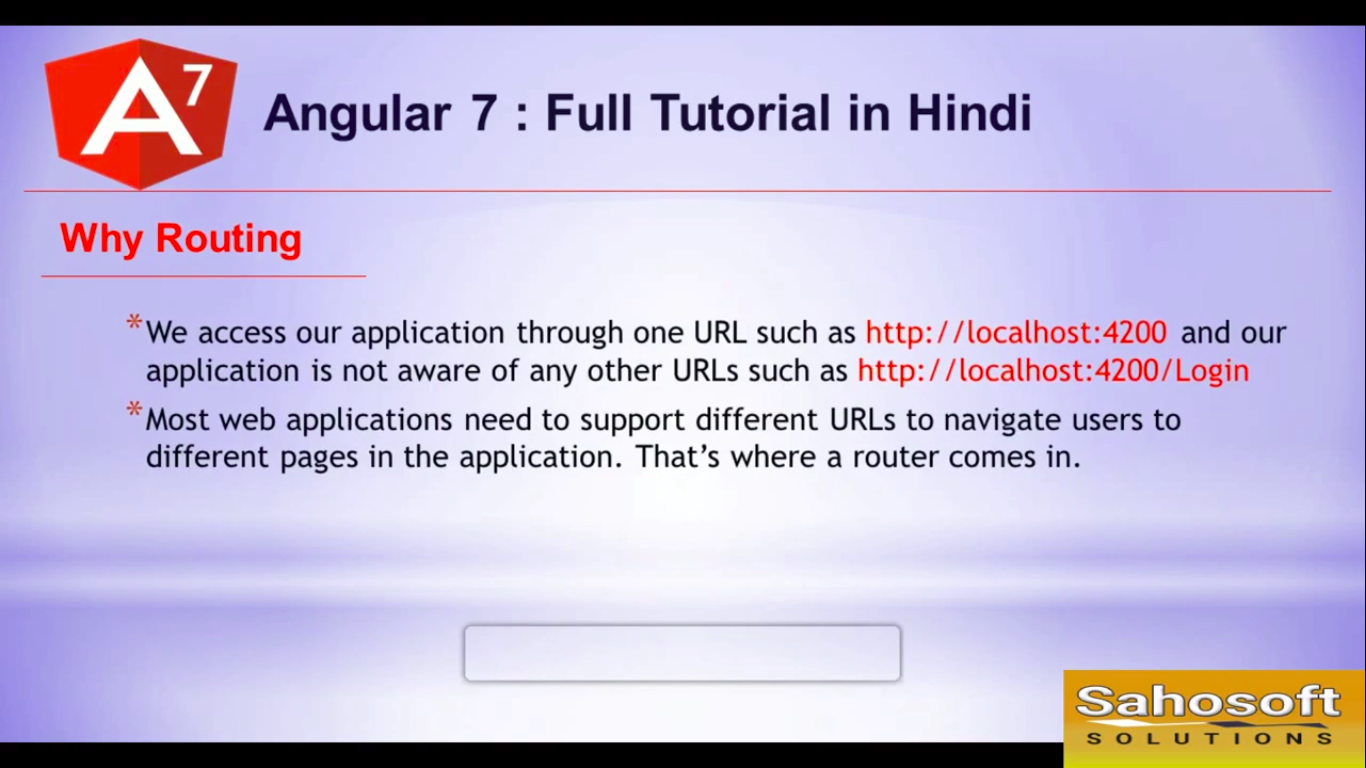 A7
Angular 7 : Full Tutorial in Hindi
Why Routing
*We access our application through one URL such as http://localhost:4200 and our
application is not aware of any other URLs such as http://localhost:4200/Login
*Most web applications need to support different URLs to navigate users to
different pages in the application. That’s where a router comes in.
Sahosoft
SOLUTIONS